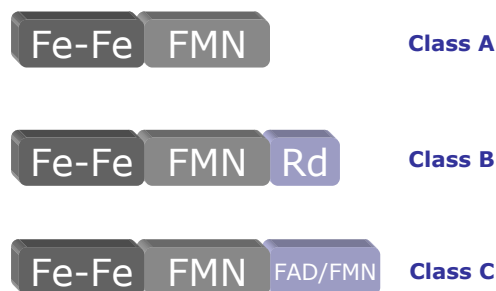 Fe-Fe FMN Class A
Fe-Fe FMN Rd Class B
Fe-Fe FMN FAD/FMN Class C